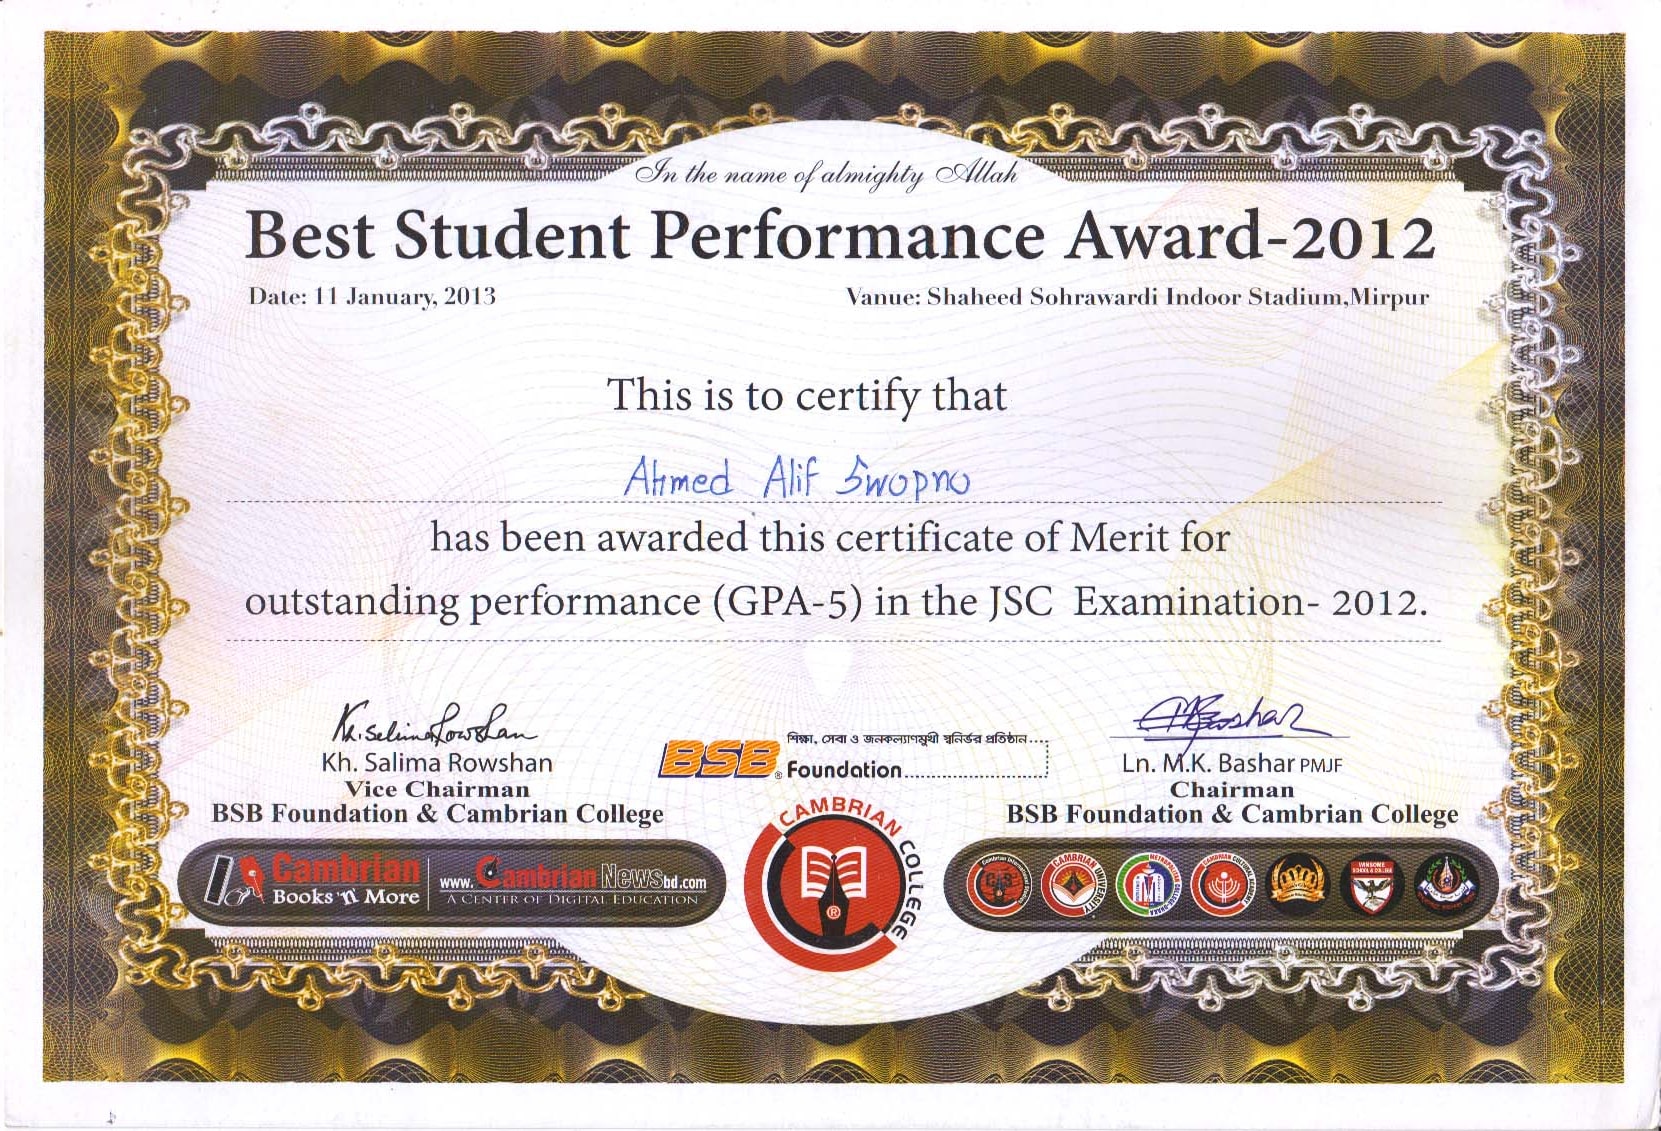 In the name of almighty Allah
Best Student Performance Award-2012
Date: 11 January, 2013
Vanue: Shaheed Sohrawardi Indoor Stadium,Mirpur
This is to certify that
Ahmed Alif Swopno
has been awarded this certificate of Merit for
outstanding performance (GPA-5) in the JSC Examination- 2012.
Kh. Salima Rowshan
Kh. Salima Rowshan
Vice Chairman
BSB Foundation & Cambrian College
BSB
®
শিক্ষা, সেবা ও জনকল্যাণমুখী স্বনির্ভর প্রতিষ্ঠান....
Foundation
MKBashar
Ln. M.K. Bashar PMJF
Chairman
BSB Foundation & Cambrian College
Cambrian
Books 'n' More
www.CambrianNewsbd.com
A Center of Digital Education
CAMBRIAN COLLEGE
®
CAMBRIAN UNIVERSITY